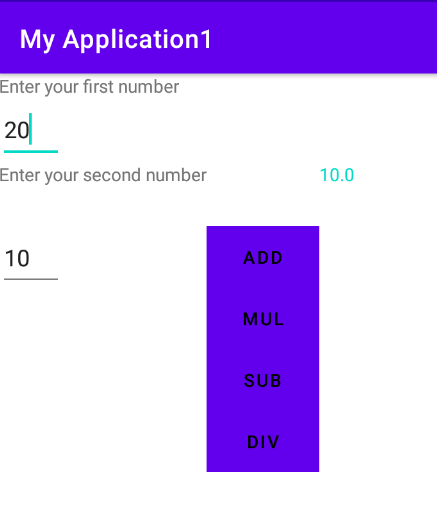 My Application1
Enter your first number
20
Enter your second number
10.0
10
ADD
MUL
SUB
DIV